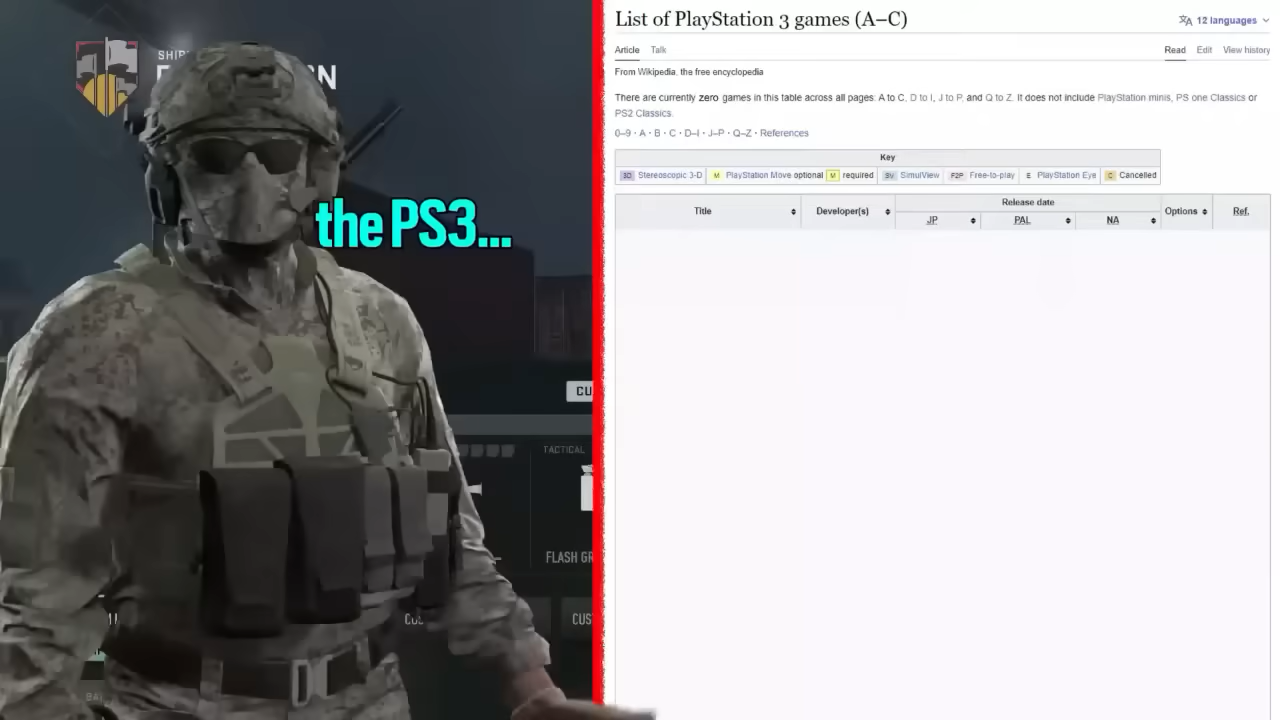 the PS3...
CU
TACTICAL
FLASH GR
CUS
List of PlayStation 3 games (A–C)
12 languages
Article Talk
Read Edit View history
From Wikipedia, the free encyclopedia
There are currently zero games in this table across all pages: A to C, D to I, J to P, and Q to Z. It does not include PlayStation minis, PS one Classics or
PS2 Classics.
0–9 · A · B · C · D–I · J–P · Q–Z · References
Key
3D Stereoscopic 3-D M PlayStation Move optional M required SV SimulView F2P Free-to-play E PlayStation Eye C Cancelled
Title Developer(s) Release date Options Ref.
JP PAL NA